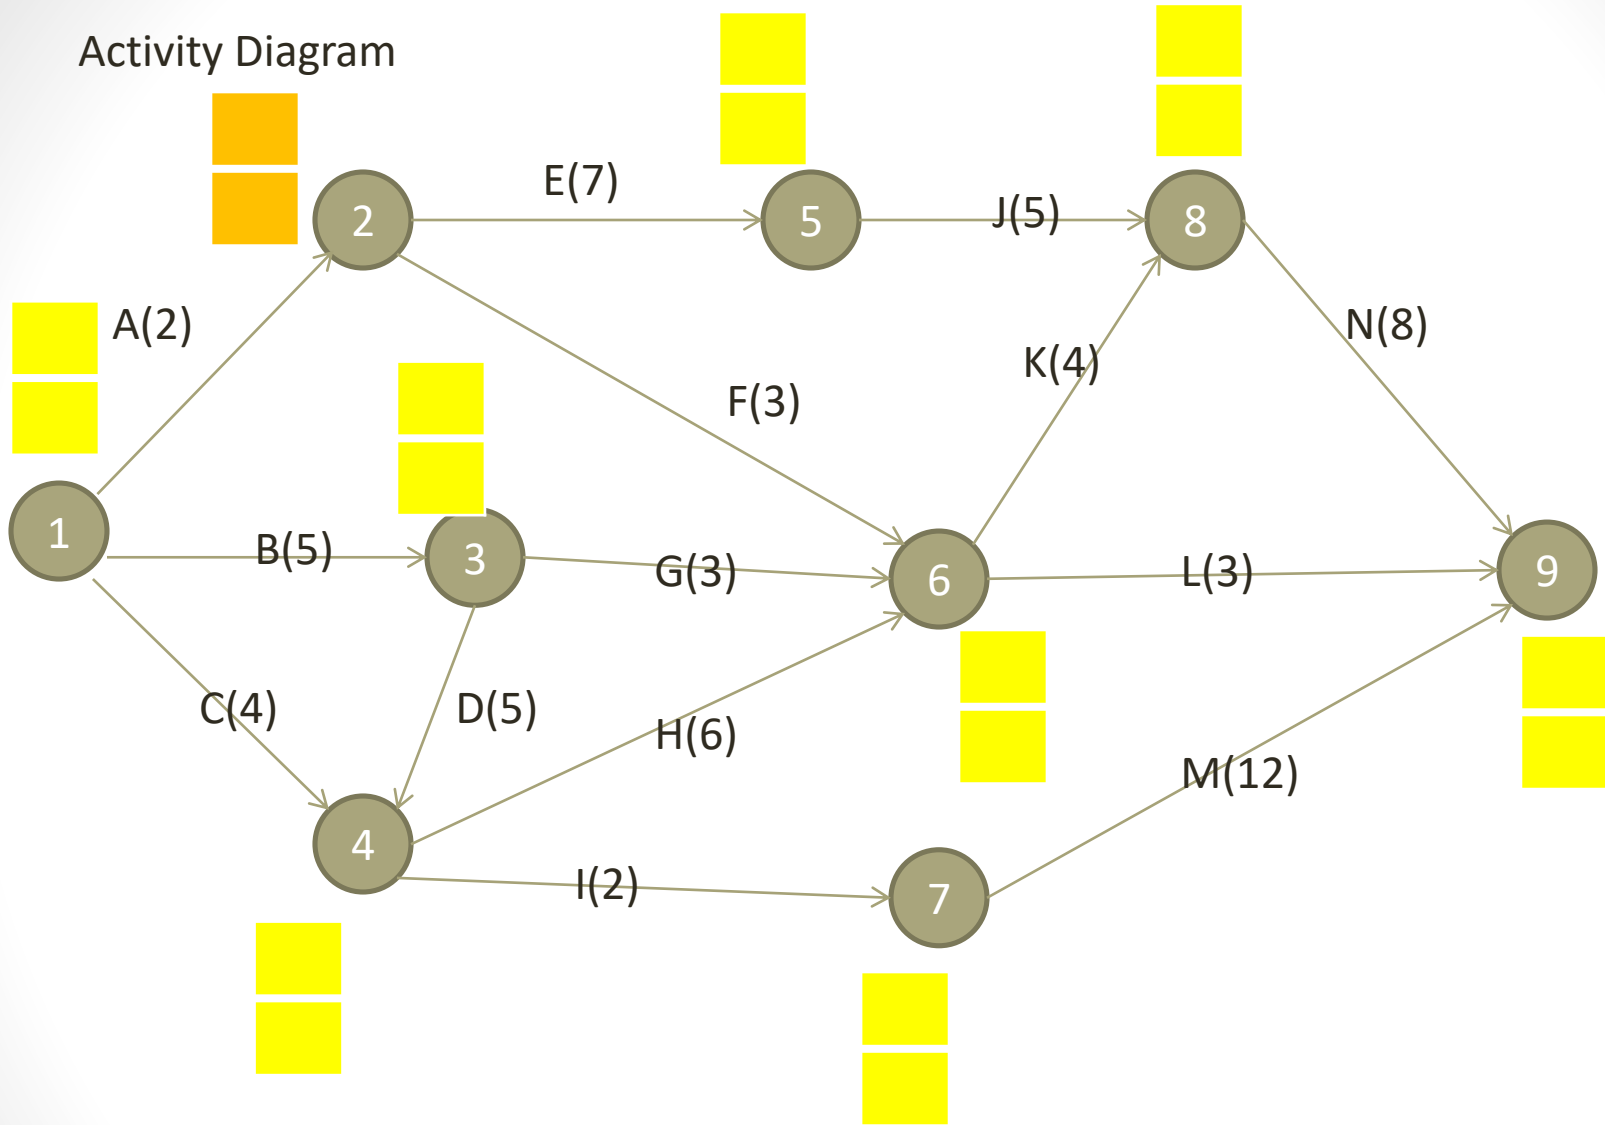 Activity Diagram
E(7)
2
5
J(5)
8
A(2)
N(8)
K(4)
F(3)
1
B(5)
3
G(3)
6
L(3)
9
C(4)
D(5)
H(6)
M(12)
4
I(2)
7